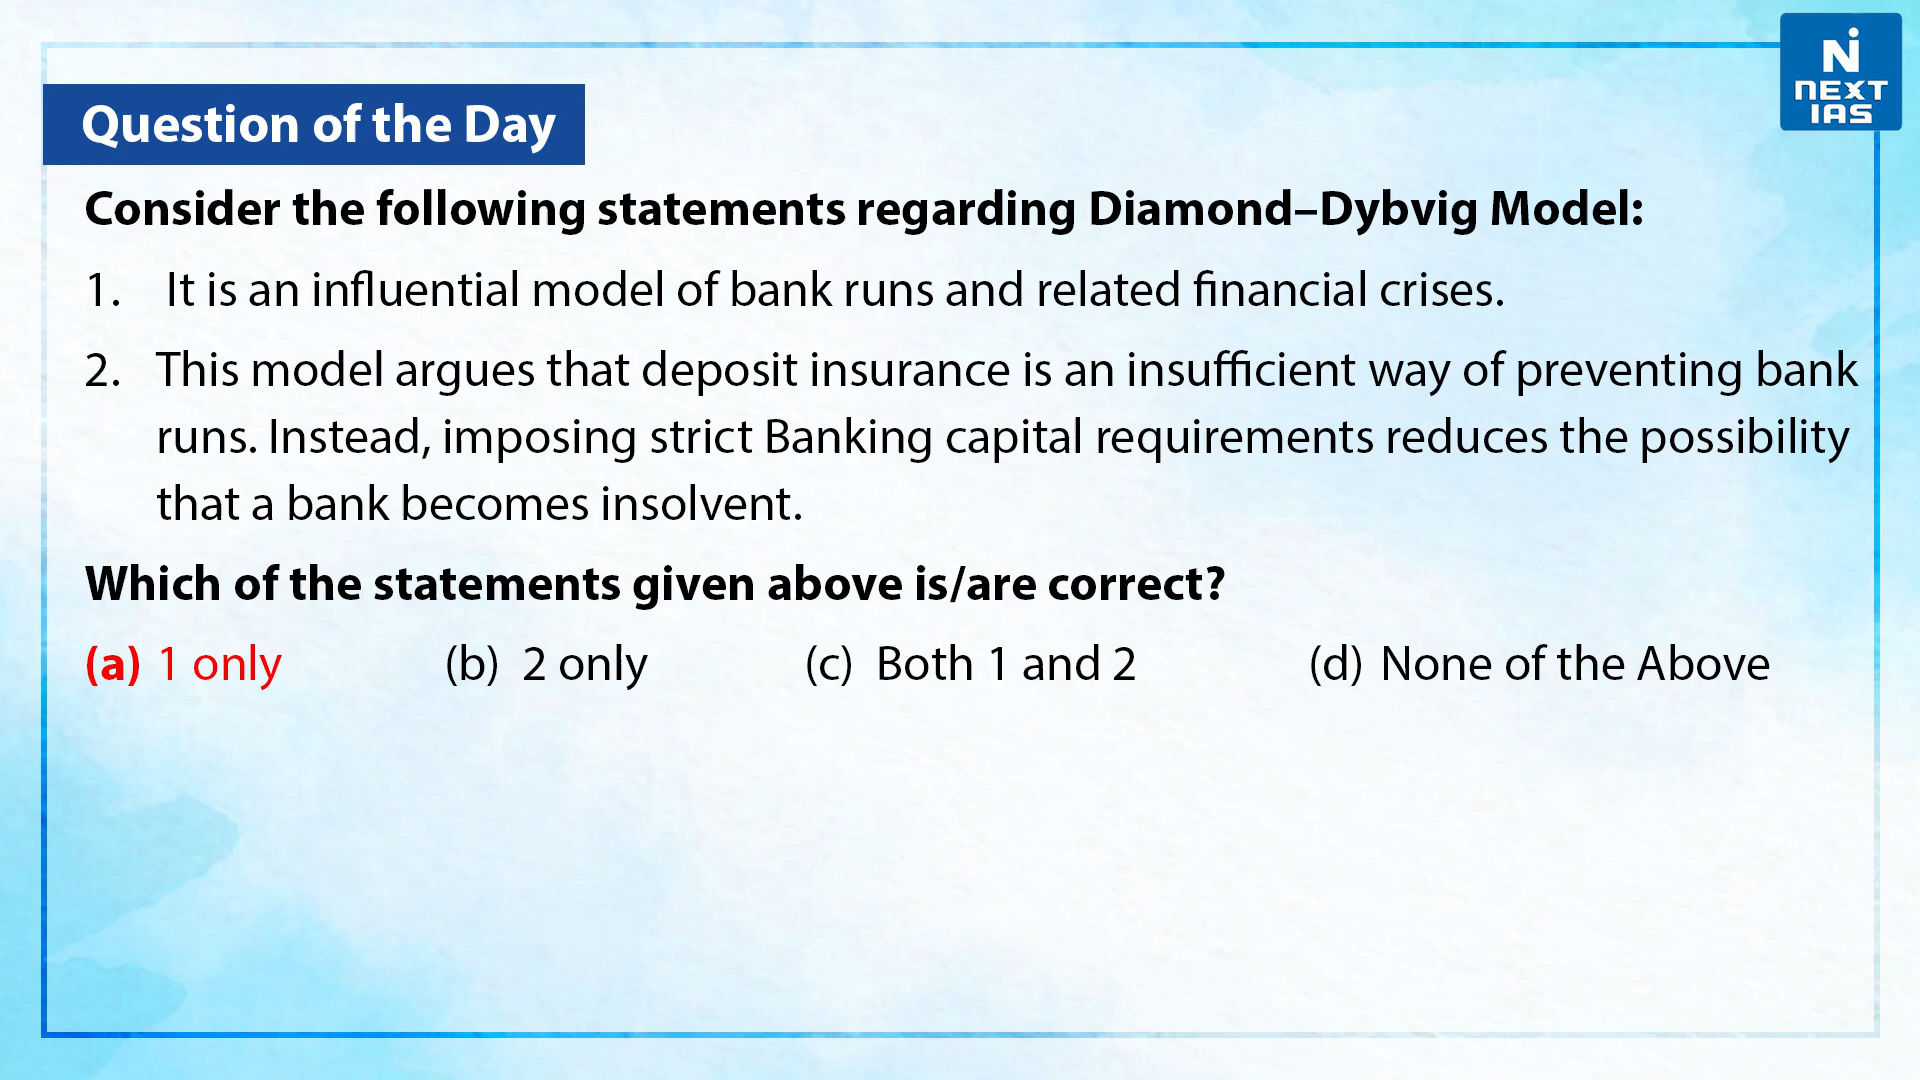 Ni
NEXT
IAS
Question of the Day
Consider the following statements regarding Diamond–Dybvig Model:
1. It is an influential model of bank runs and related financial crises.
2. This model argues that deposit insurance is an insufficient way of preventing bank
runs. Instead, imposing strict Banking capital requirements reduces the possibility
that a bank becomes insolvent.
Which of the statements given above is/are correct?
(a) 1 only (b) 2 only (c) Both 1 and 2 (d) None of the Above